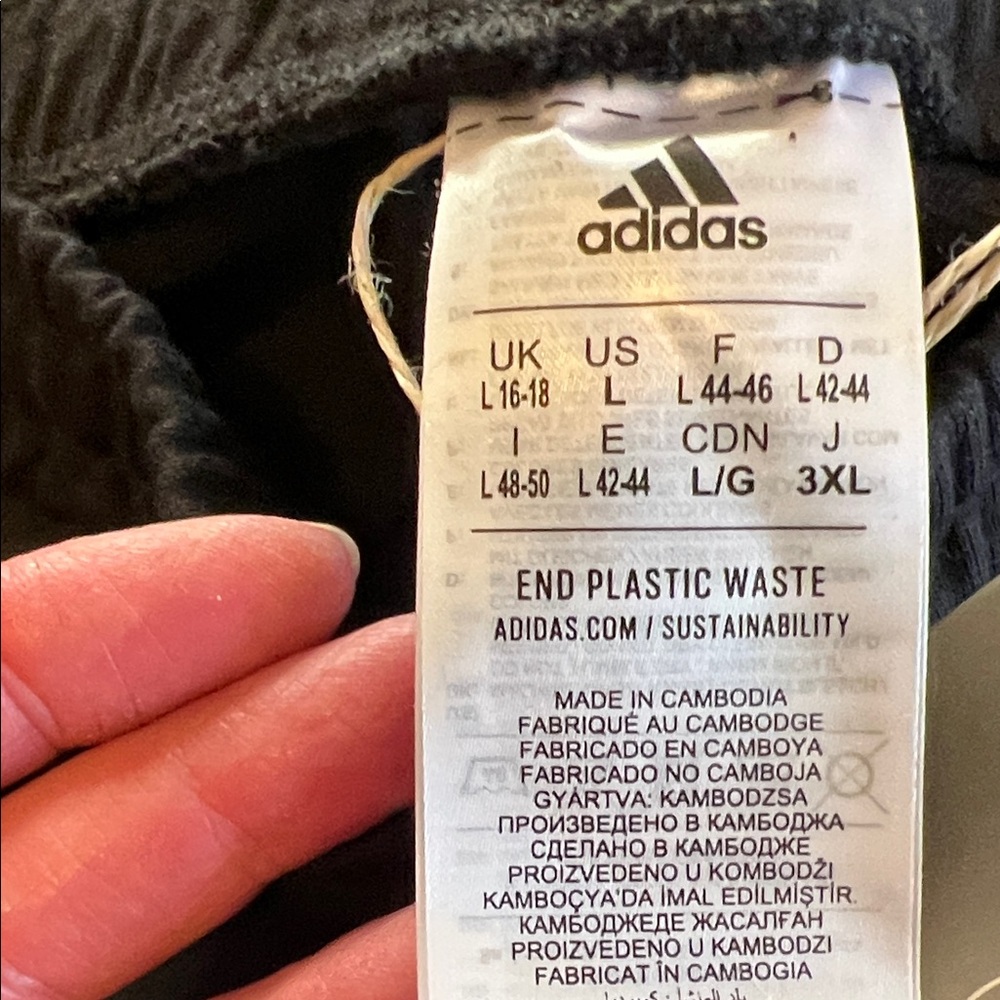 adidas
UK US F D
L 16-18 L L 44-46 L 42-44
I E CDN J
L 48-50 L 42-44 L/G 3XL
END PLASTIC WASTE
ADIDAS.COM / SUSTAINABILITY
MADE IN CAMBODIA
FABRIQUÉ AU CAMBODGE
FABRICADO EN CAMBOYA
FABRICADO NO CAMBOJA
GYÁRTVA: KAMBODZSA
ПРОИЗВЕДЕНО В КАМБОДЖА
СДЕЛАНО В КАМБОДЖЕ
PROIZVEDENO U KOMBODŽI
KAMBOÇYA'DA İMAL EDİLMİŞTİR.
КАМБОДЖЕДЕ ЖАСАЛҒАН
PROIZVEDENO U KAMBODZI
FABRICAT ÎN CAMBOGIA